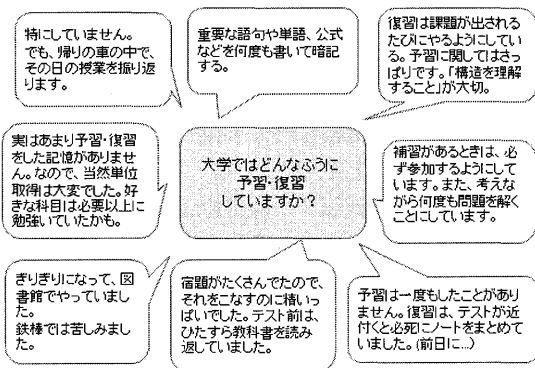 特にしていません。
でも、帰りの車の中で、
その日の授業を振り返
ります。
重要な語句や単語、公式
などを何度も書いて暗記
する。
復習は課題が出される
たびにやるようにしてい
る。予習に関してはさっ
ぱりです。「構造を理解
すること」が大切。
実はあまり予習・復習
をした記憶がありませ
ん。なので、当然単位
取得は大変でした。好
きな科目は必要以上に
勉強いていたかも。
大学ではどんなふうに
予習・復習
していますか？
補習があるときは、必
ず参加するようにして
います。また、考えな
がら何度も問題を解く
ことにしています。
ぎりぎりになって、図
書館でやっていまし
た。
鉄棒では苦しみまし
た。
宿題がたくさんでたので、
それをこなすのに精いっ
ぱいでした。テスト前は、
ひたすら教科書を読み
返していました。
予習は一度もしたことがあり
ません。復習は、テストが近
付くと必死にノートをまとめて
いました。(前日に…)